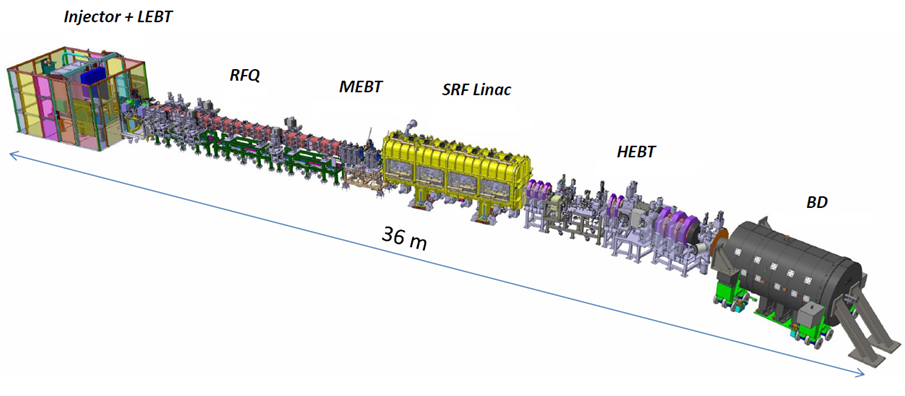 Injector + LEBT
RFQ
MEBT
SRF Linac
HEBT
BD
36 m